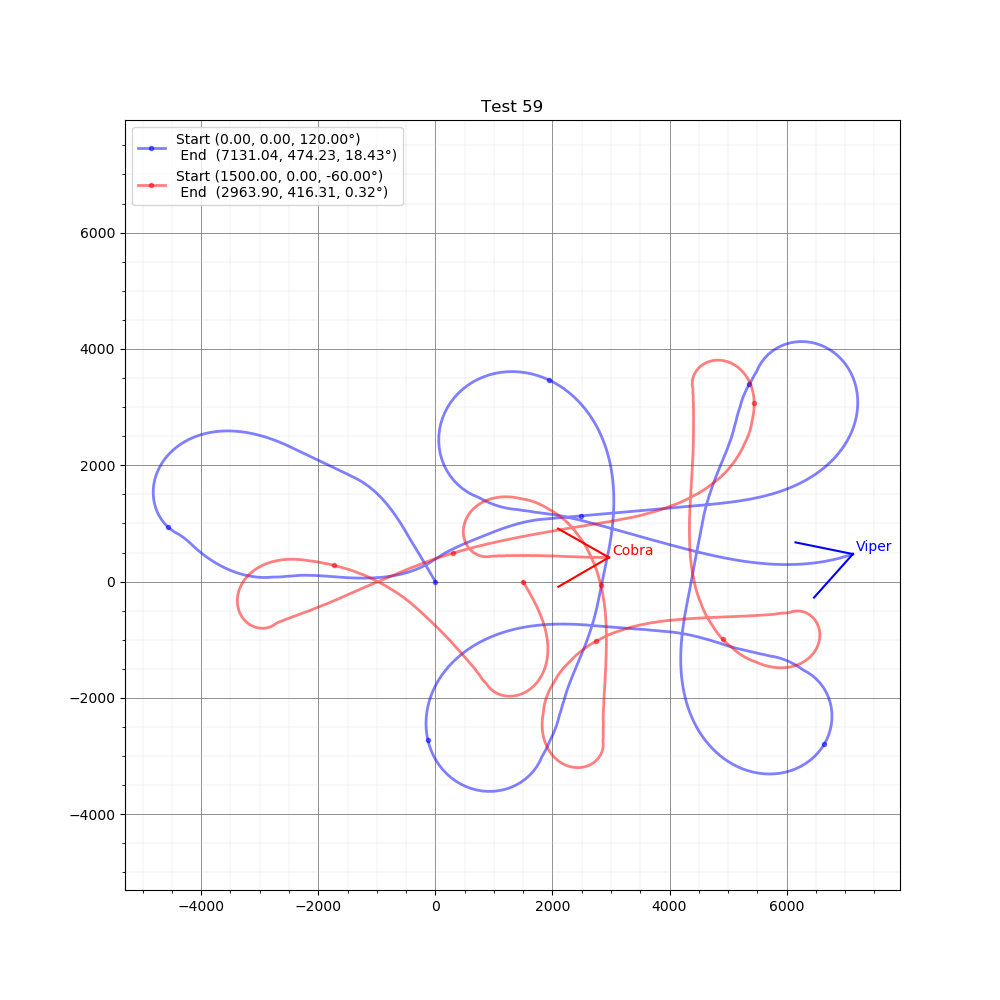 Test 59
Start (0.00, 0.00, 120.00°)
End (7131.04, 474.23, 18.43°)
Start (1500.00, 0.00, -60.00°)
End (2963.90, 416.31, 0.32°)
6000
4000
2000
0
−2000
−4000
Cobra
Viper
−4000 −2000 0 2000 4000 6000